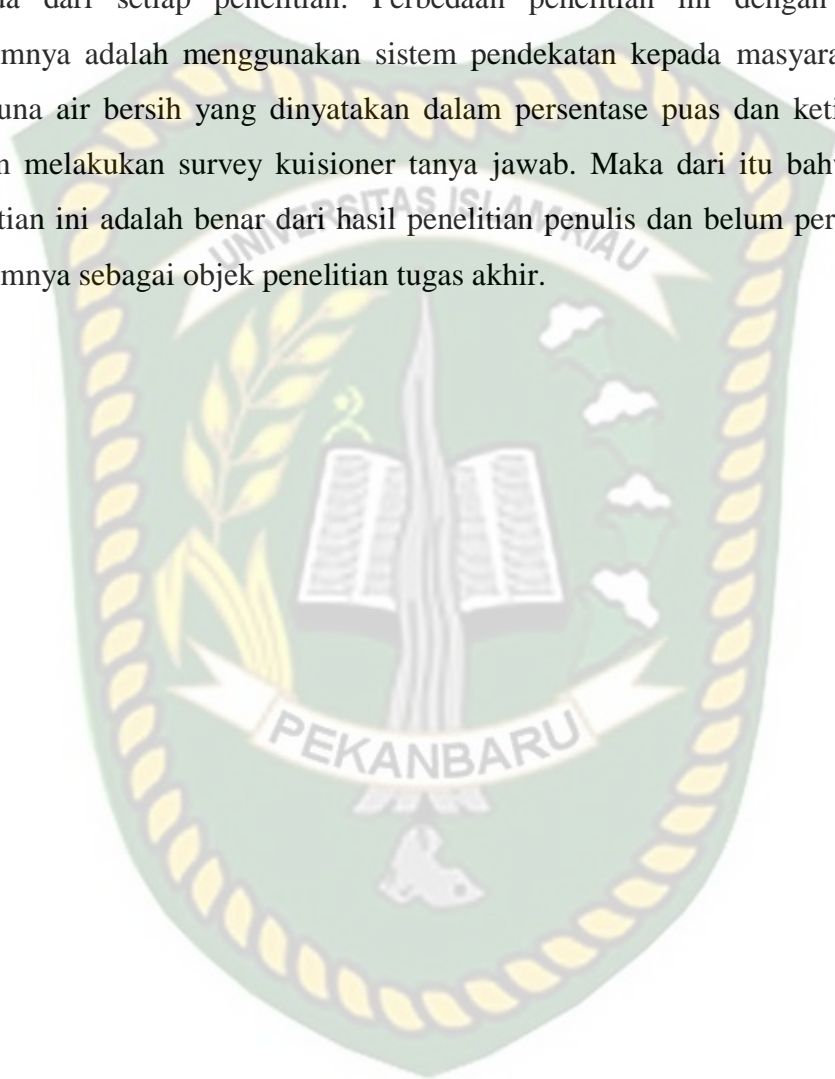 dari setiap penelitian. Perbedaan penelitian ini dengan
mnya adalah menggunakan sistem pendekatan kepada masyara
una air bersih yang dinyatakan dalam persentase puas dan keti
n melakukan survey kuisioner tanya jawab. Maka dari itu bah
tian ini adalah benar dari hasil penelitian penulis dan belum per
mnya sebagai objek penelitian tugas akhir.
UNIVERSITAS ISLAM RIAU
PEKANBARU